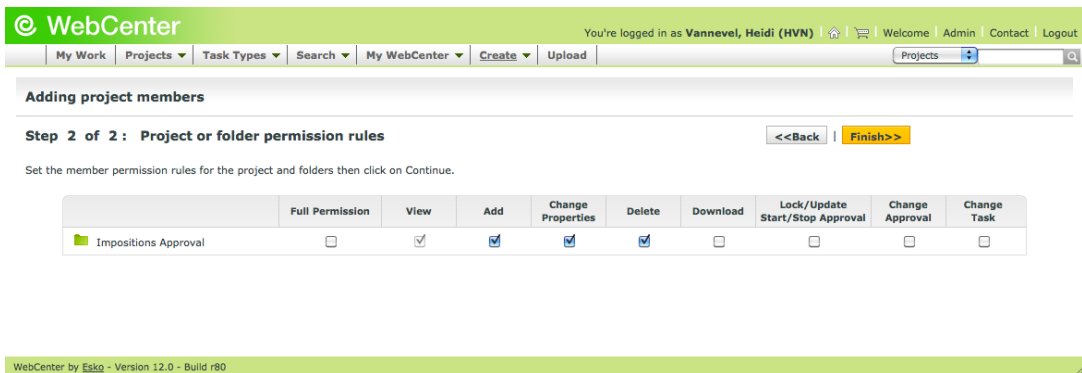 WebCenter
You're logged in as Vannevel, Heidi (HVN) Welcome Admin Contact Logout
My Work Projects Task Types Search My WebCenter Create Upload Projects
Adding project members
Step 2 of 2 : Project or folder permission rules <<Back | Finish>>
Set the member permission rules for the project and folders then click on Continue.
Full Permission View Add Change Properties Delete Download Lock/Update Start/Stop Approval Change Approval Change Task
Impositions Approval
WebCenter by Esko - Version 12.0 - Build r80